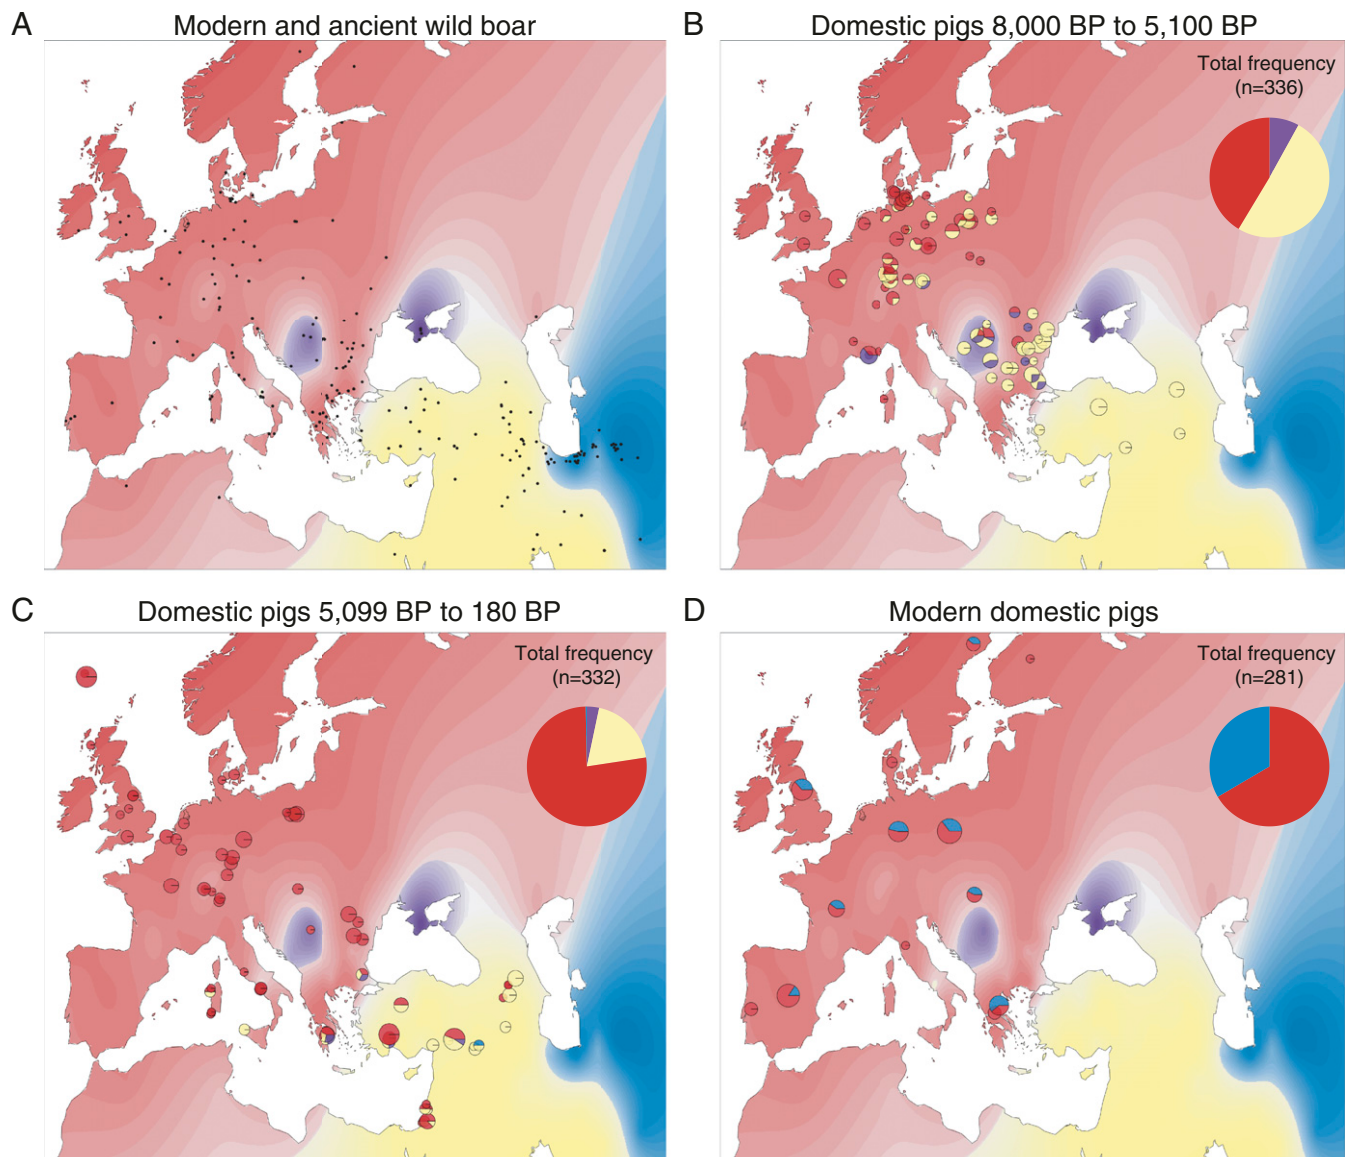 A
Modern and ancient wild boar
B
Domestic pigs 8,000 BP to 5,100 BP
Total frequency
(n=336)
C
Domestic pigs 5,099 BP to 180 BP
Total frequency
(n=332)
D
Modern domestic pigs
Total frequency
(n=281)